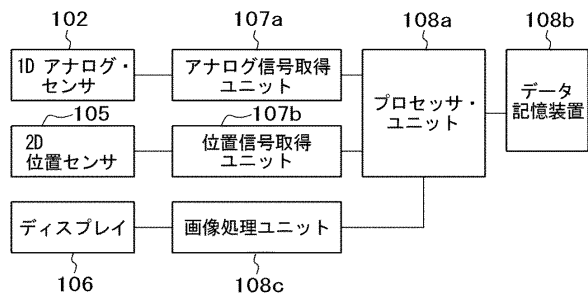 102
107a
108a
108b
1D アナログ・
センサ
アナログ信号取得
ユニット
プロセッサ・
ユニット
データ
記憶装置
105
107b
2D
位置センサ
位置信号取得
ユニット
ディスプレイ
画像処理ユニット
106
108c